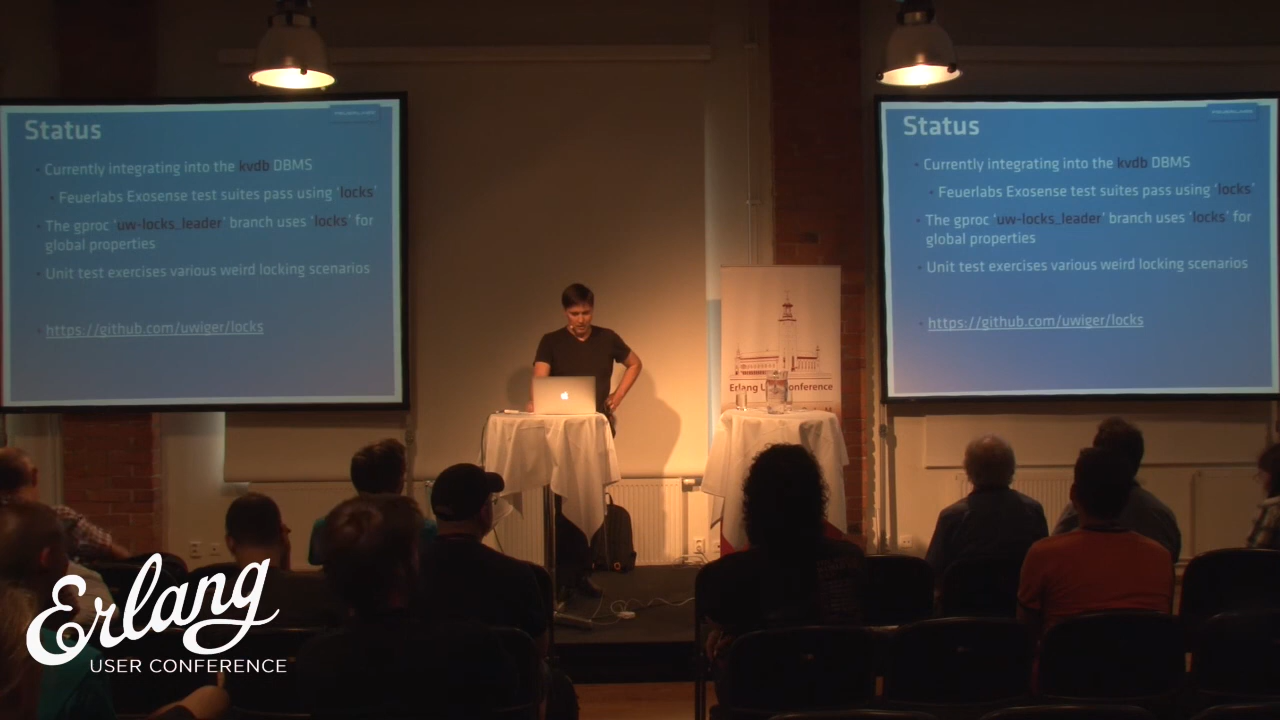 Status
Currently integrating into the kvdb DBMS
Feuerlabs Exosense test suites pass using 'locks'
The gproc 'uw-locks_leader' branch uses 'locks' for
global properties
Unit test exercises various weird locking scenarios
https://github.com/uwiger/locks
Status
Currently integrating into the kvdb DBMS
Feuerlabs Exosense test suites pass using 'locks'
The gproc 'uw-locks_leader' branch uses 'locks' for
global properties
Unit test exercises various weird locking scenarios
https://github.com/uwiger/locks
Erlang U onference
Erlang
USER CONFERENCE